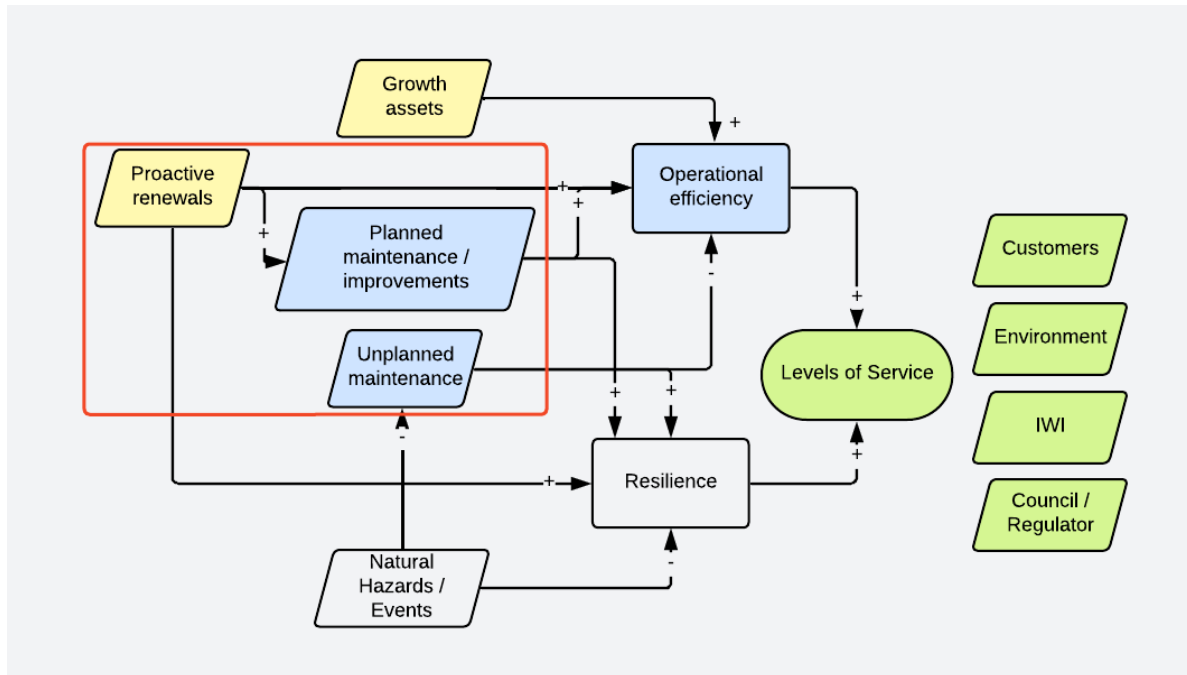 Growth
assets
+
Proactive
renewals
+
+
+
Operational
efficiency
Planned
maintenance /
improvements
-
+
Customers
Environment
Unplanned
maintenance
Levels of Service
+
+
IWI
-
+
+
Resilience
Council /
Regulator
-
Natural
Hazards /
Events